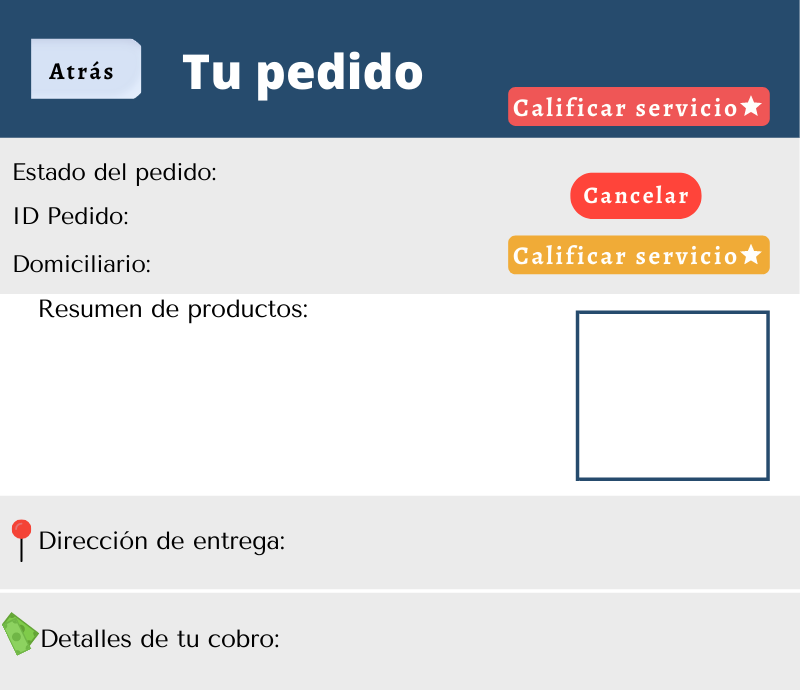 Atrás
Tu pedido
Calificar servicio
Estado del pedido:
Cancelar
ID Pedido:
Domiciliario:
Calificar servicio
Resumen de productos:
Dirección de entrega:
Detalles de tu cobro: